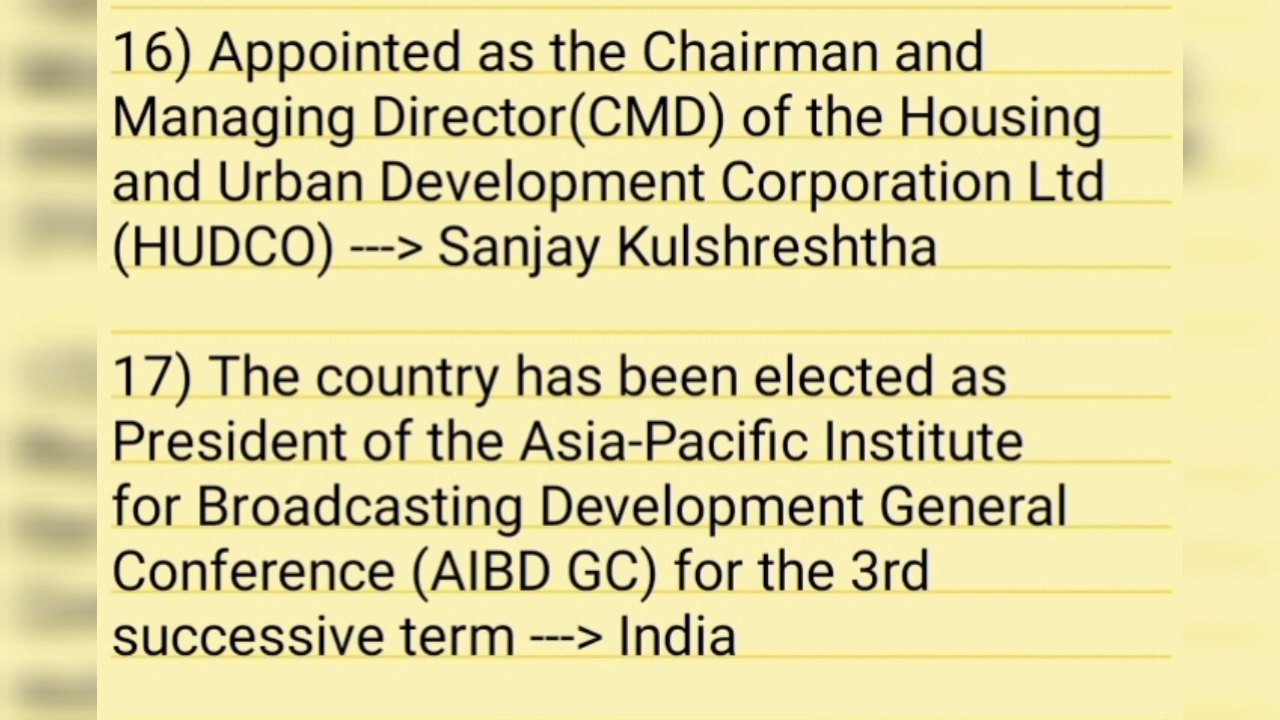 16) Appointed as the Chairman and
Managing Director(CMD) of the Housing
and Urban Development Corporation Ltd
(HUDCO) ---> Sanjay Kulshreshtha
17) The country has been elected as
President of the Asia-Pacific Institute
for Broadcasting Development General
Conference (AIBD GC) for the 3rd
successive term ---> India